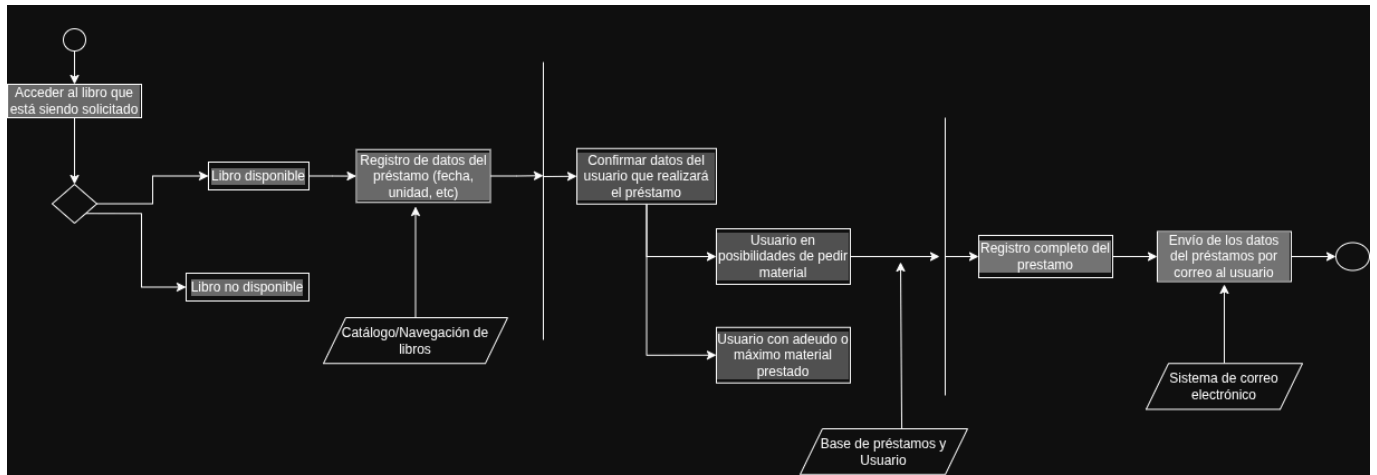 Acceder al libro que
está siendo solicitado
Libro disponible
Libro no disponible
Registro de datos del
préstamo (fecha,
unidad, etc)
Catálogo/Navegación de
libros
Confirmar datos del
usuario que realizará
el préstamo
Usuario en
posibilidades de pedir
material
Usuario con adeudo o
máximo material
prestado
Base de préstamos y
Usuario
Registro completo del
prestamo
Envío de los datos
del préstamos por
correo al usuario
Sistema de correo
electrónico